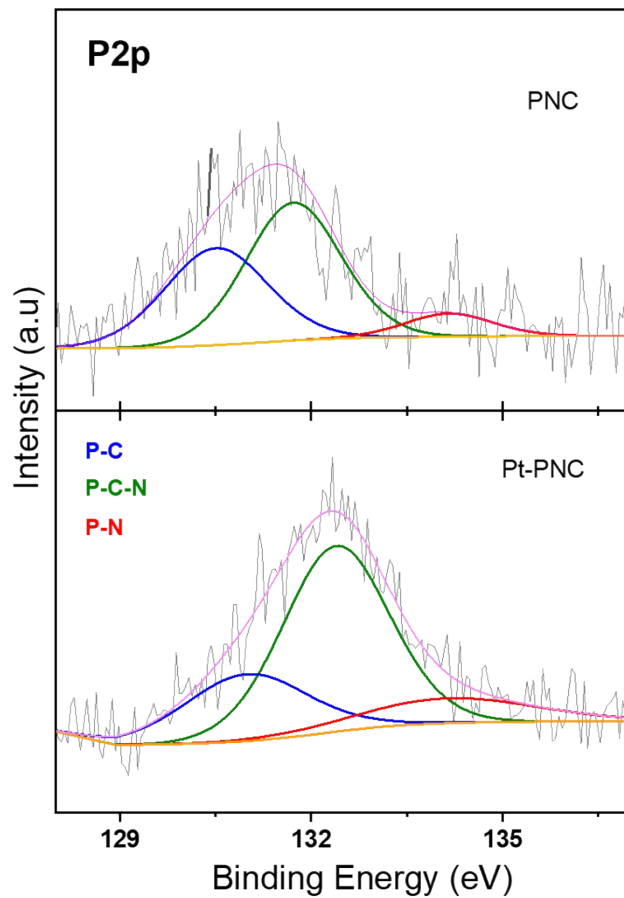 P2p
PNC
P-C
P-C-N
P-N
Pt-PNC
Intensity (a.u)
129
132
135
Binding Energy (eV)